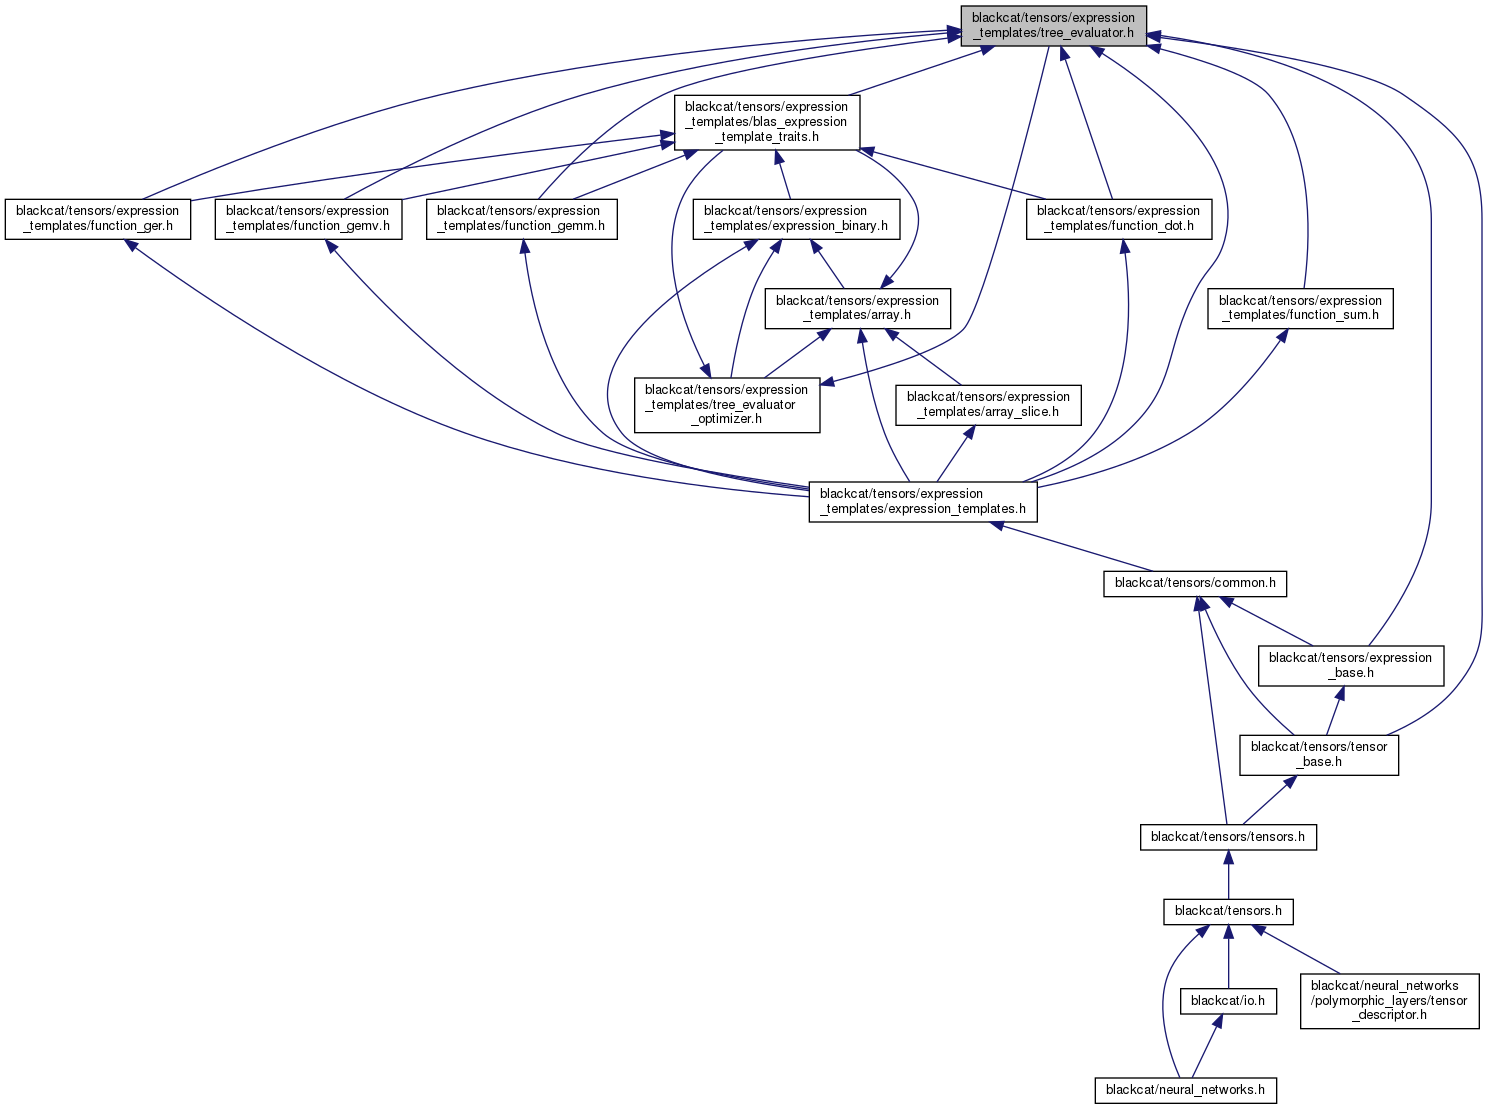 blackcat/tensors/expression
_templates/tree_evaluator.h
blackcat/tensors/expression
_templates/blas_expression
_template_traits.h
blackcat/tensors/expression
_templates/function_ger.h
blackcat/tensors/expression
_templates/function_gemv.h
blackcat/tensors/expression
_templates/function_gemm.h
blackcat/tensors/expression
_templates/expression_binary.h
blackcat/tensors/expression
_templates/function_dot.h
blackcat/tensors/expression
_templates/array.h
blackcat/tensors/expression
_templates/function_sum.h
blackcat/tensors/expression
_templates/tree_evaluator
_optimizer.h
blackcat/tensors/expression
_templates/array_slice.h
blackcat/tensors/expression
_templates/expression_templates.h
blackcat/tensors/common.h
blackcat/tensors/expression
_base.h
blackcat/tensors/tensor
_base.h
blackcat/tensors/tensors.h
blackcat/tensors.h
blackcat/io.h
blackcat/neural_networks
/polymorphic_layers/tensor
_descriptor.h
blackcat/neural_networks.h